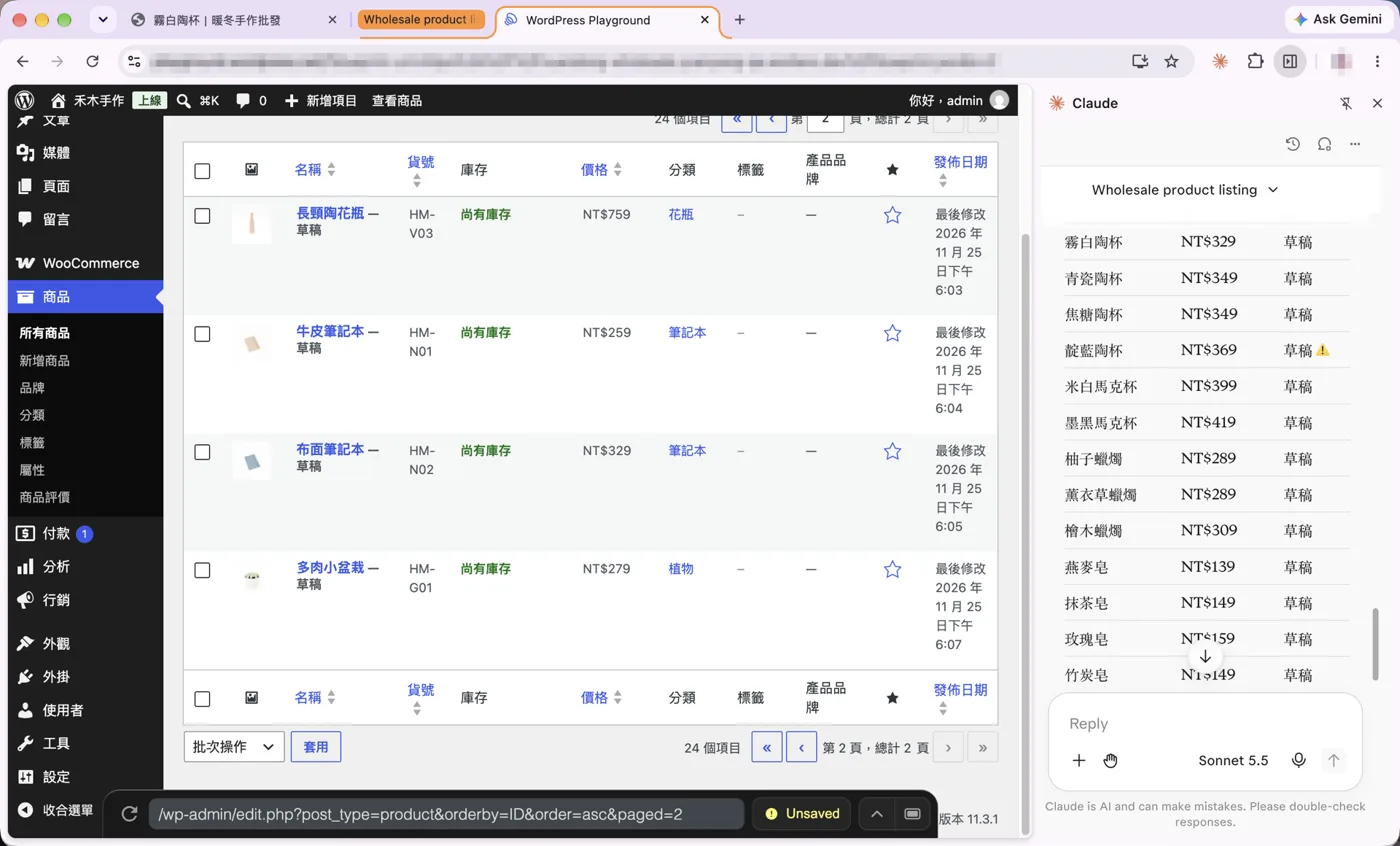 霧白陶杯 | 暖冬手作批發
Wholesale product l
WordPress Playground
Ask Gemini
禾木手作 上線 ⌘K 0 新增項目 查看商品
你好，admin
文章
媒體
頁面
留言
WooCommerce
商品
所有商品
新增商品
品牌
分類
標籤
屬性
商品評價
付款 1
分析
行銷
外觀
外掛
使用者
工具
設定
收合選單
24 個項目 « ‹ 第 2 頁，總計 2 頁 › »
名稱 貨號 庫存 價格 分類 標籤 產品品牌 ★ 發佈日期
長頸陶花瓶 —
草稿
HM-
V03
尚有庫存
NT$759
花瓶
–
—
最後修改
2026 年
11 月 25
日下午
6:03
牛皮筆記本 —
草稿
HM-
N01
尚有庫存
NT$259
筆記本
–
—
最後修改
2026 年
11 月 25
日下午
6:04
布面筆記本 —
草稿
HM-
N02
尚有庫存
NT$329
筆記本
–
—
最後修改
2026 年
11 月 25
日下午
6:05
多肉小盆栽 —
草稿
HM-
G01
尚有庫存
NT$279
植物
–
—
最後修改
2026 年
11 月 25
日下午
6:07
名稱 貨號 庫存 價格 分類 標籤 產品品牌 ★ 發佈日期
批次操作 套用
24 個項目 « ‹ 第 2 頁，總計 2 頁 › »
/wp-admin/edit.php?post_type=product&orderby=ID&order=asc&paged=2
Unsaved
版本 11.3.1
Claude
Wholesale product listing
霧白陶杯 NT$329 草稿
青瓷陶杯 NT$349 草稿
焦糖陶杯 NT$349 草稿
靛藍陶杯 NT$369 草稿 ⚠️
米白馬克杯 NT$399 草稿
墨黑馬克杯 NT$419 草稿
柚子蠟燭 NT$289 草稿
薰衣草蠟燭 NT$289 草稿
檜木蠟燭 NT$309 草稿
燕麥皂 NT$139 草稿
抹茶皂 NT$149 草稿
玫瑰皂 NT$159 草稿
竹炭皂 NT$149 草稿
Reply
Sonnet 5.5
Claude is AI and can make mistakes. Please double-check
responses.